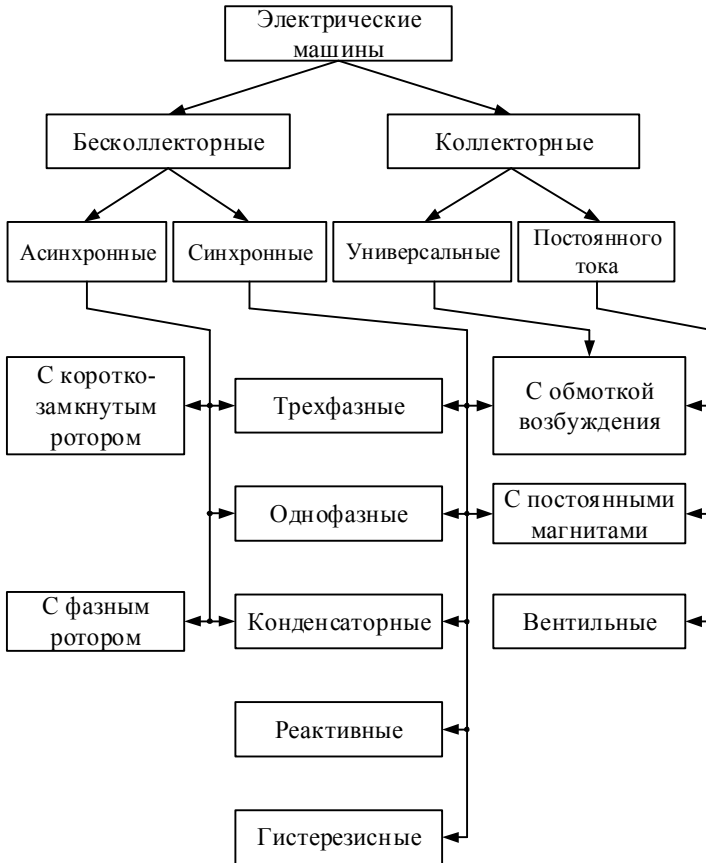 Электрические
машины
Бесколлекторные
Коллекторные
Асинхронные
Синхронные
Универсальные
Постоянного
тока
С коротко-
замкнутым
ротором
Трехфазные
С обмоткой
возбуждения
Однофазные
С постоянными
магнитами
С фазным
ротором
Конденсаторные
Вентильные
Реактивные
Гистерезисные